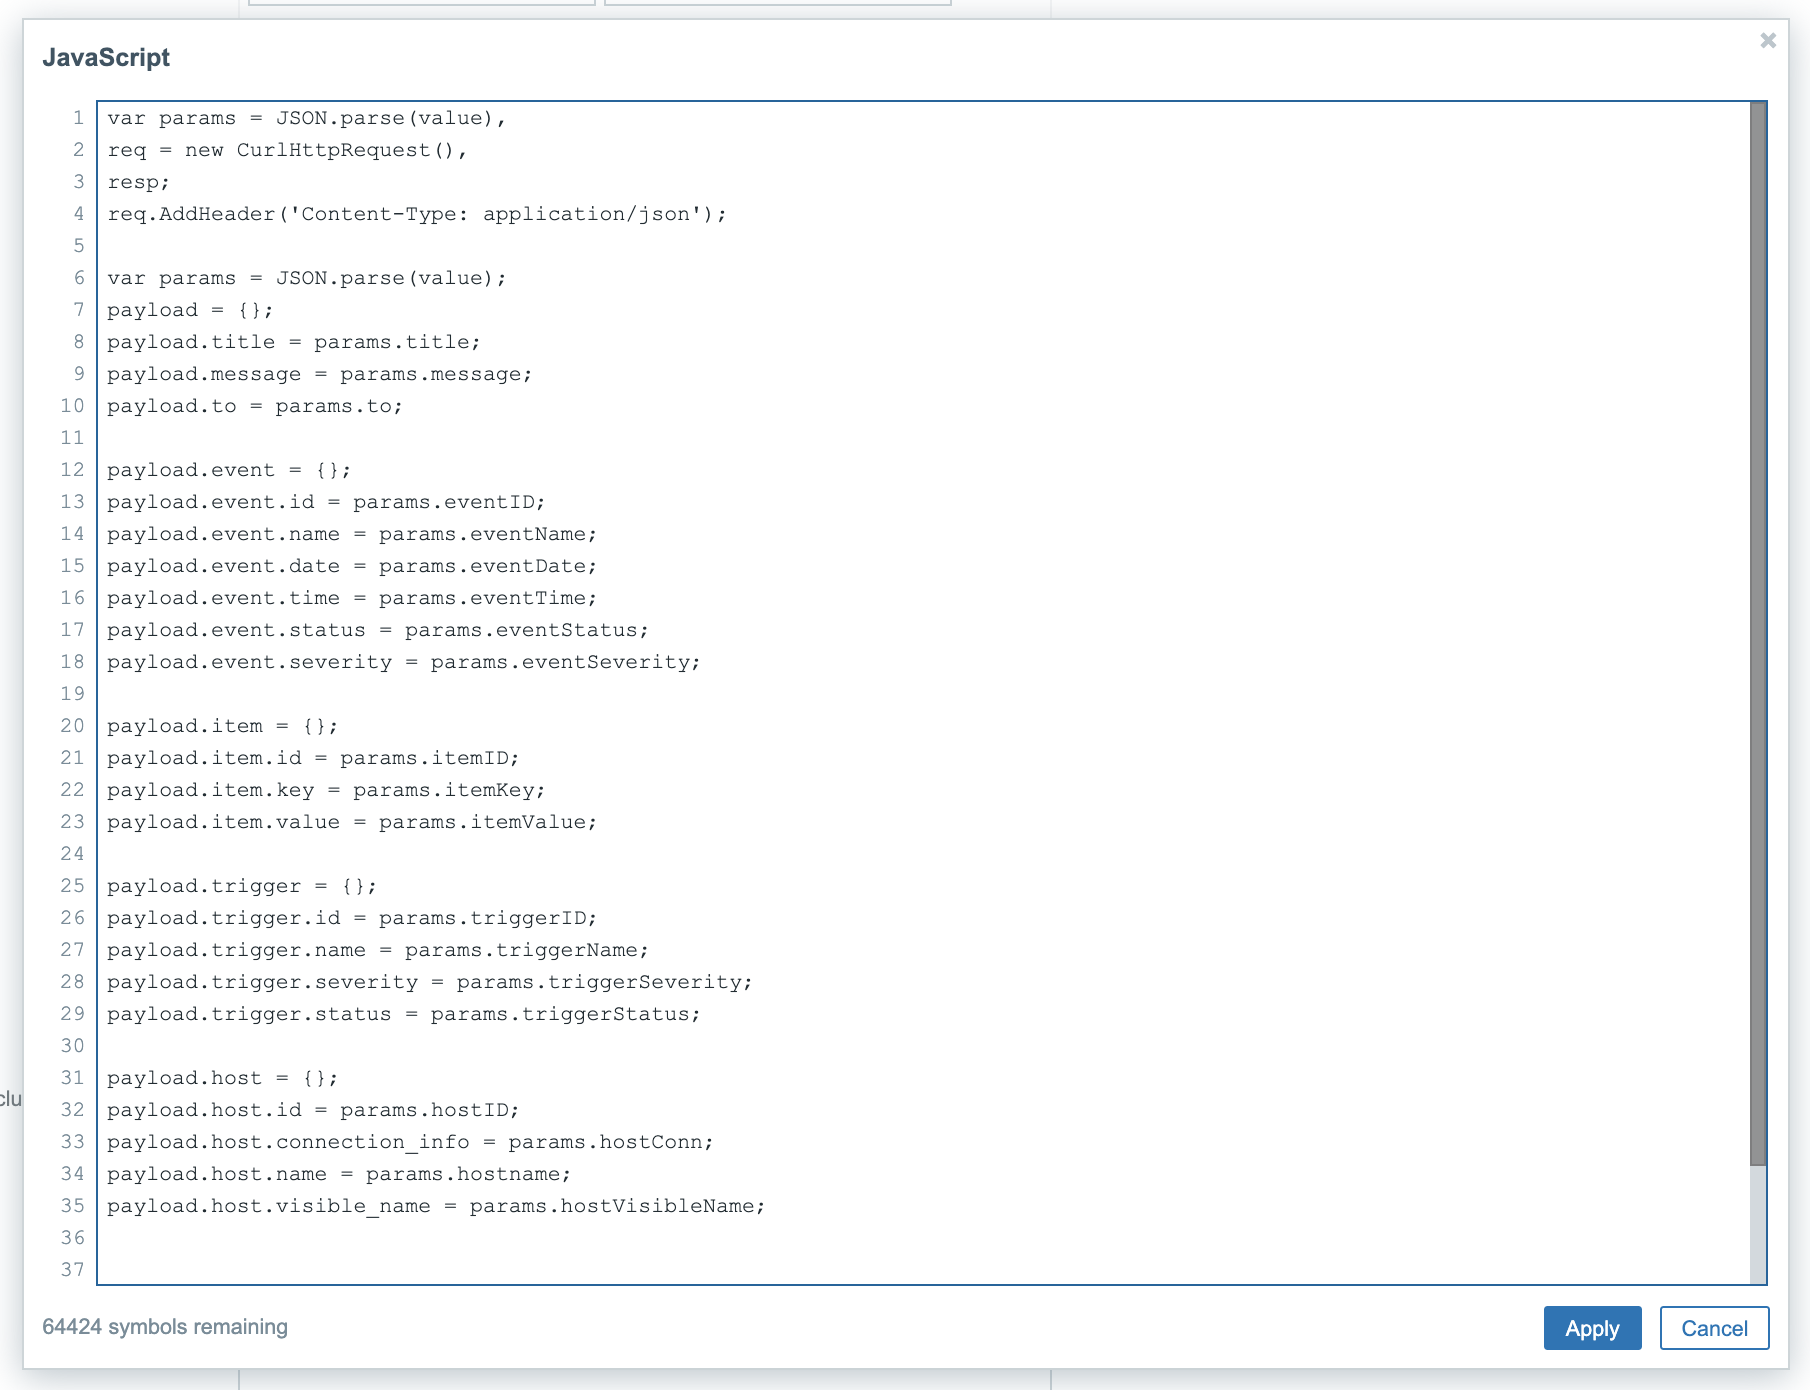 JavaScript
1 var params = JSON.parse(value),
2 req = new CurlHttpRequest(),
3 resp;
4 req.AddHeader('Content-Type: application/json');
5
6 var params = JSON.parse(value);
7 payload = {};
8 payload.title = params.title;
9 payload.message = params.message;
10 payload.to = params.to;
11
12 payload.event = {};
13 payload.event.id = params.eventID;
14 payload.event.name = params.eventName;
15 payload.event.date = params.eventDate;
16 payload.event.time = params.eventTime;
17 payload.event.status = params.eventStatus;
18 payload.event.severity = params.eventSeverity;
19
20 payload.item = {};
21 payload.item.id = params.itemID;
22 payload.item.key = params.itemKey;
23 payload.item.value = params.itemValue;
24
25 payload.trigger = {};
26 payload.trigger.id = params.triggerID;
27 payload.trigger.name = params.triggerName;
28 payload.trigger.severity = params.triggerSeverity;
29 payload.trigger.status = params.triggerStatus;
30
31 payload.host = {};
clu
32 payload.host.id = params.hostID;
33 payload.host.connection_info = params.hostConn;
34 payload.host.name = params.hostname;
35 payload.host.visible_name = params.hostVisibleName;
36
37
64424 symbols remaining
Apply
Cancel